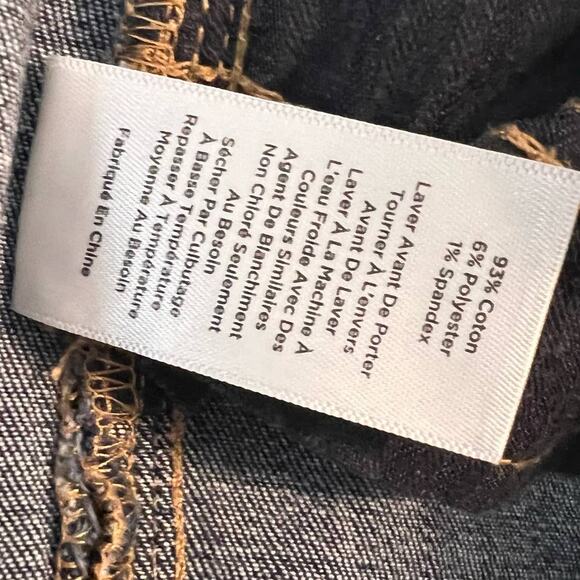 93% Coton
6% Polyester
1% Spandex
Laver Avant De Porter
Tourner À L'envers
Avant De Laver
Laver À La Machine À
L'eau Froide Avec Des
Couleurs Similaires
Agent De Blanchiment
Non Chloré Seulement
Au Besoin
Sécher Par Culbutage
À Basse Température
Repasser À Température
Moyenne Au Besoin
Fabriqué En Chine